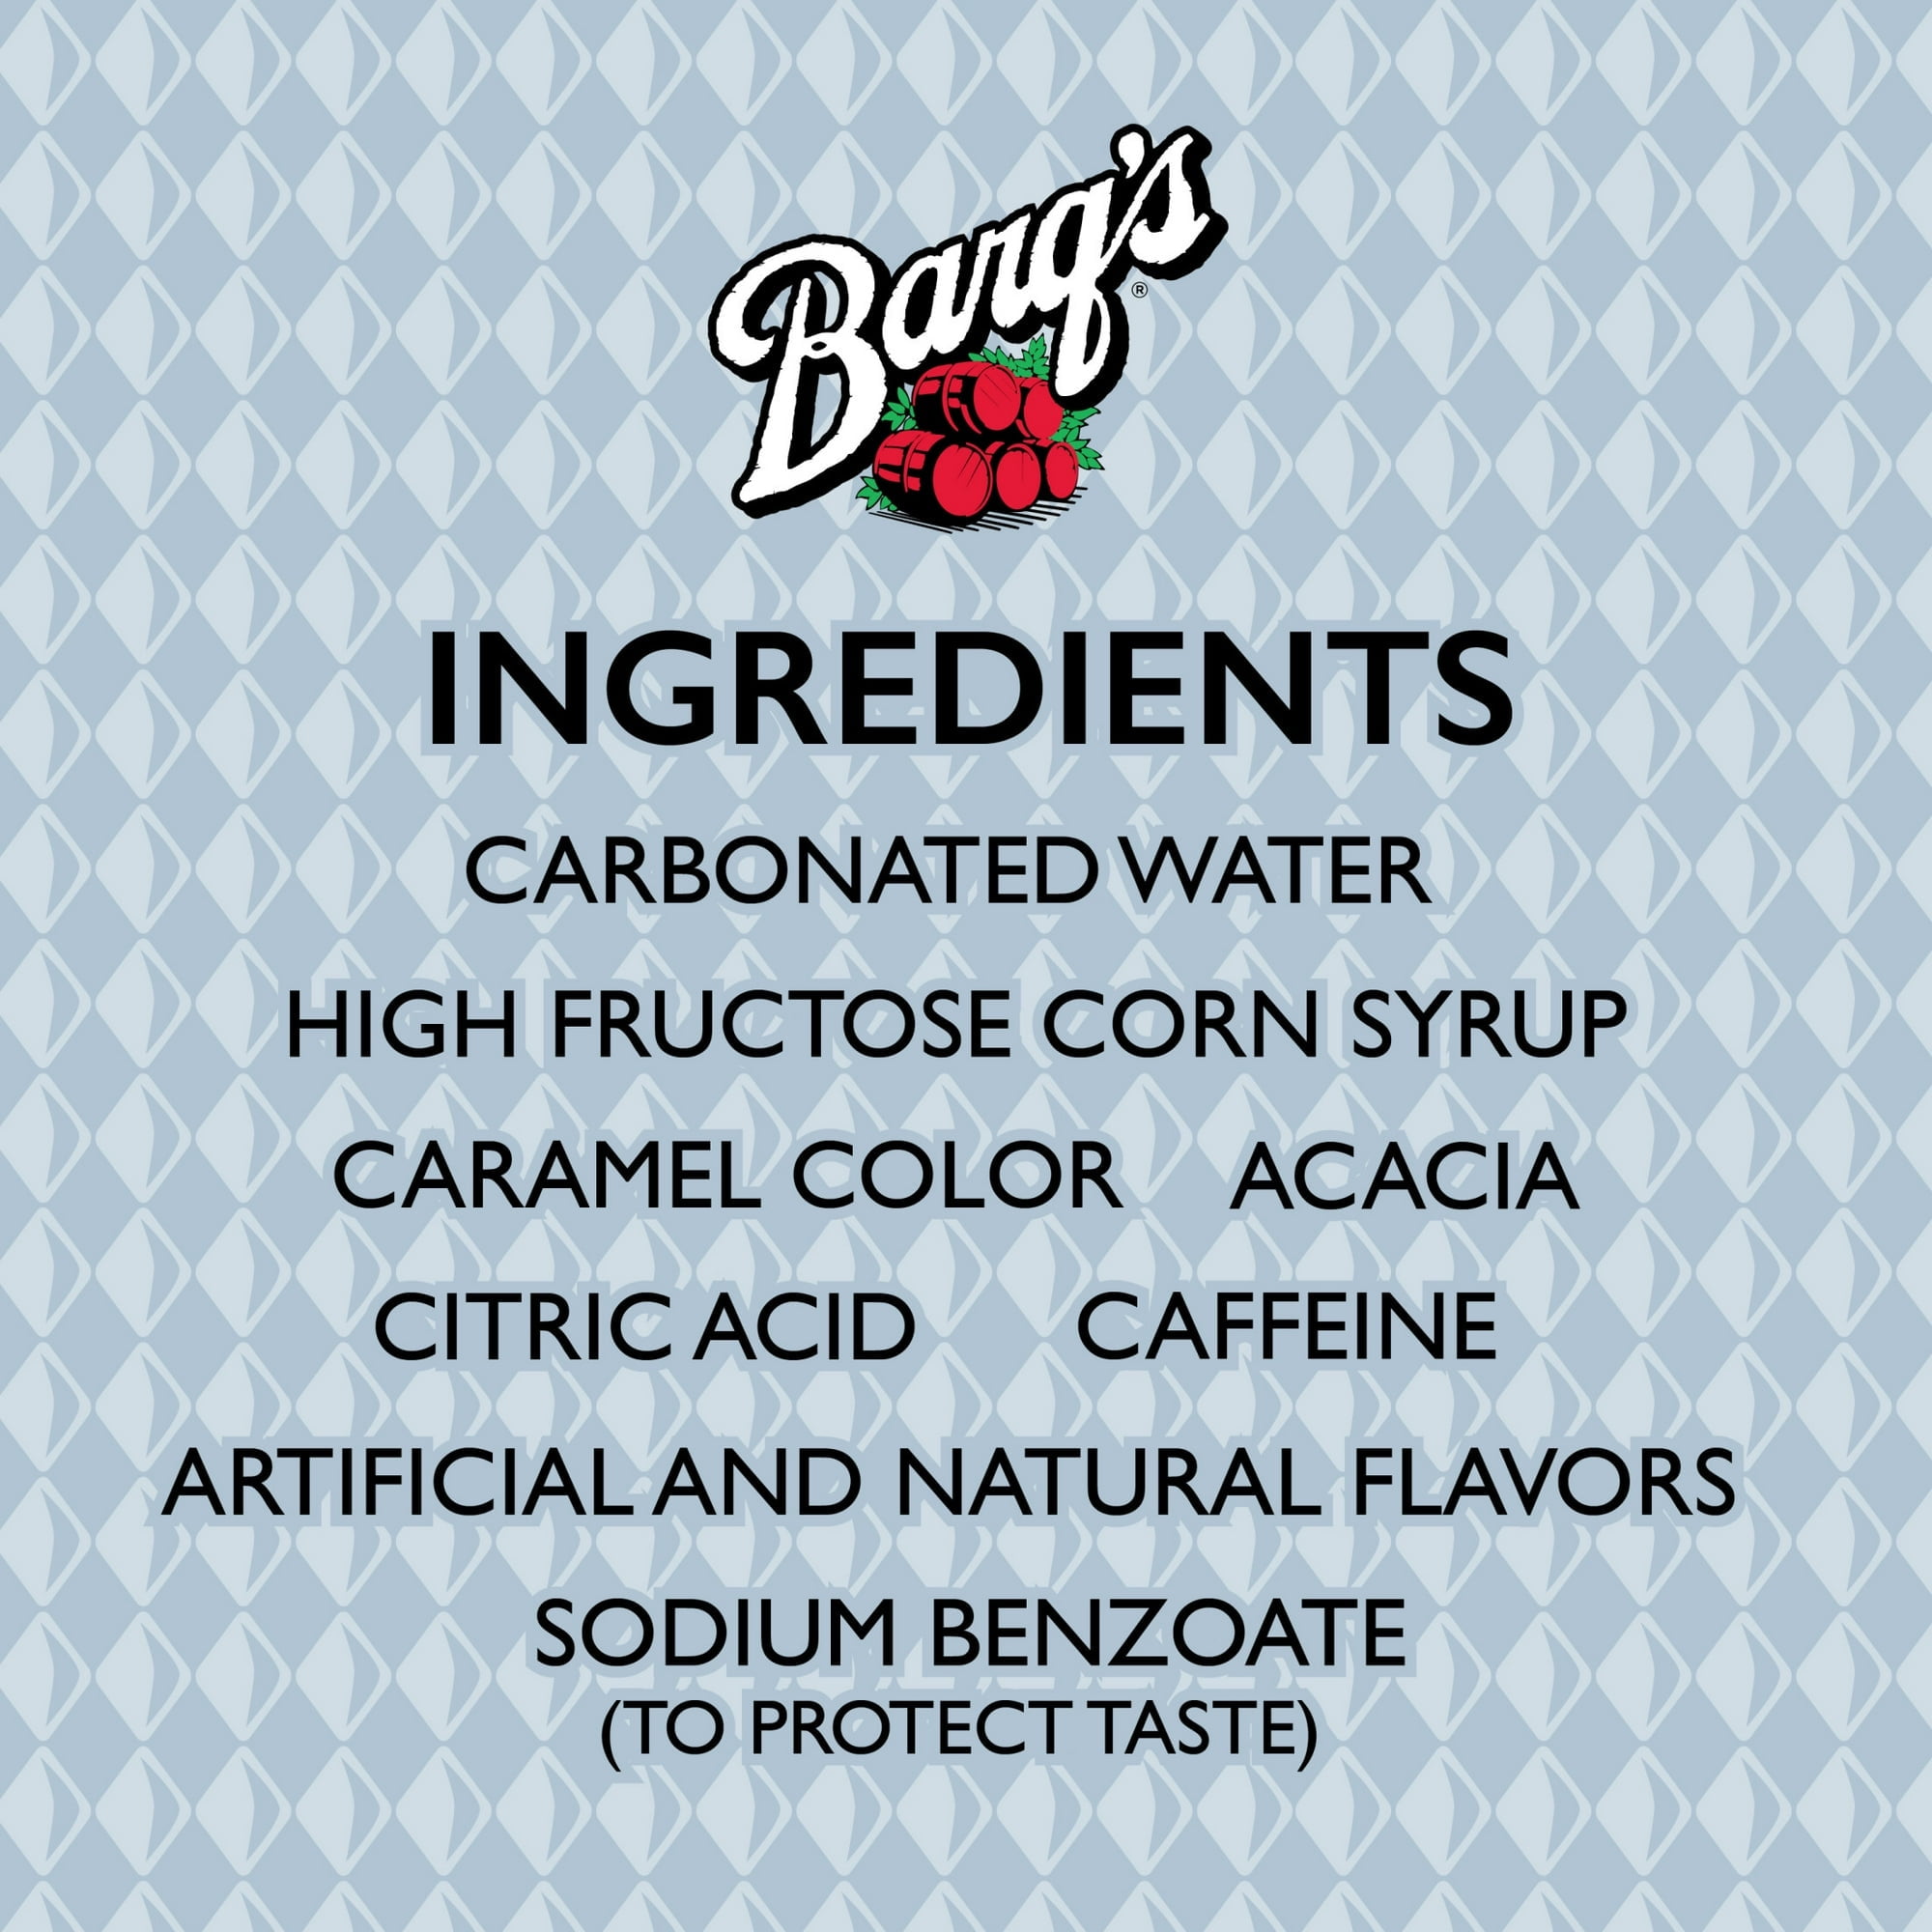 Barq's
®
INGREDIENTS
CARBONATED WATER
HIGH FRUCTOSE CORN SYRUP
CARAMEL COLOR ACACIA
CITRIC ACID CAFFEINE
ARTIFICIAL AND NATURAL FLAVORS
SODIUM BENZOATE
(TO PROTECT TASTE)